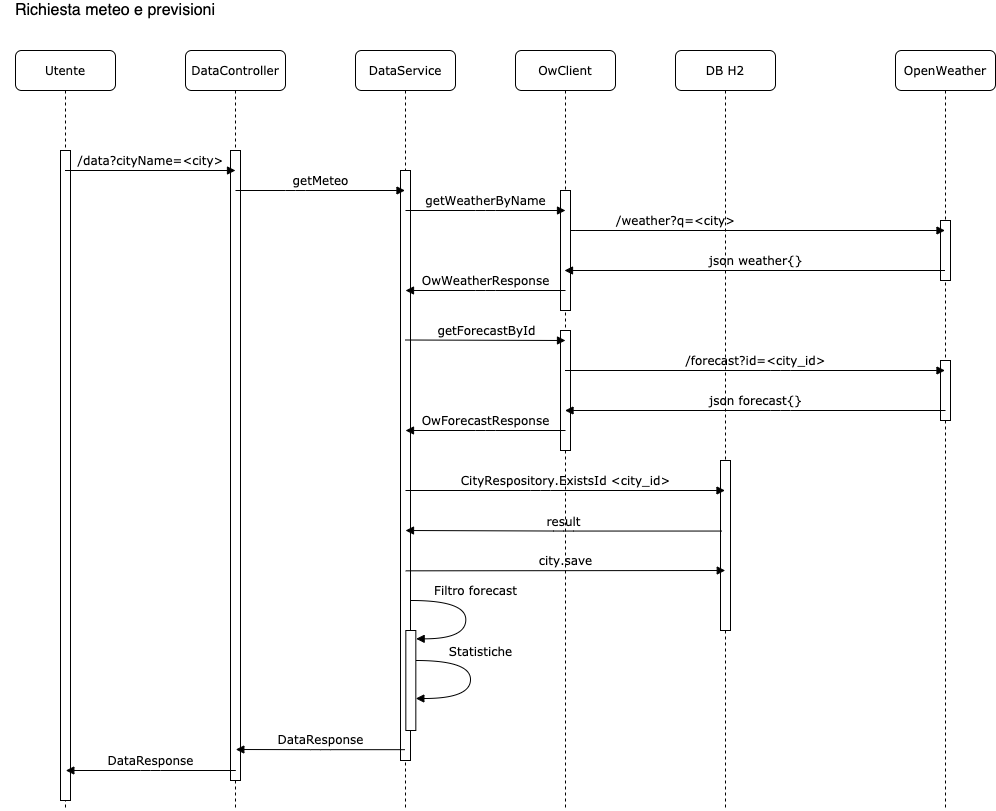 Richiesta meteo e previsioni
Utente
DataController
DataService
OwClient
DB H2
OpenWeather
/data?cityName=<city>
getMeteo
getWeatherByName
/weather?q=<city>
json weather{}
OwWeatherResponse
getForecastById
/forecast?id=<city_id>
json forecast{}
OwForecastResponse
CityRespository.ExistsId <city_id>
result
city.save
Filtro forecast
Statistiche
DataResponse
DataResponse